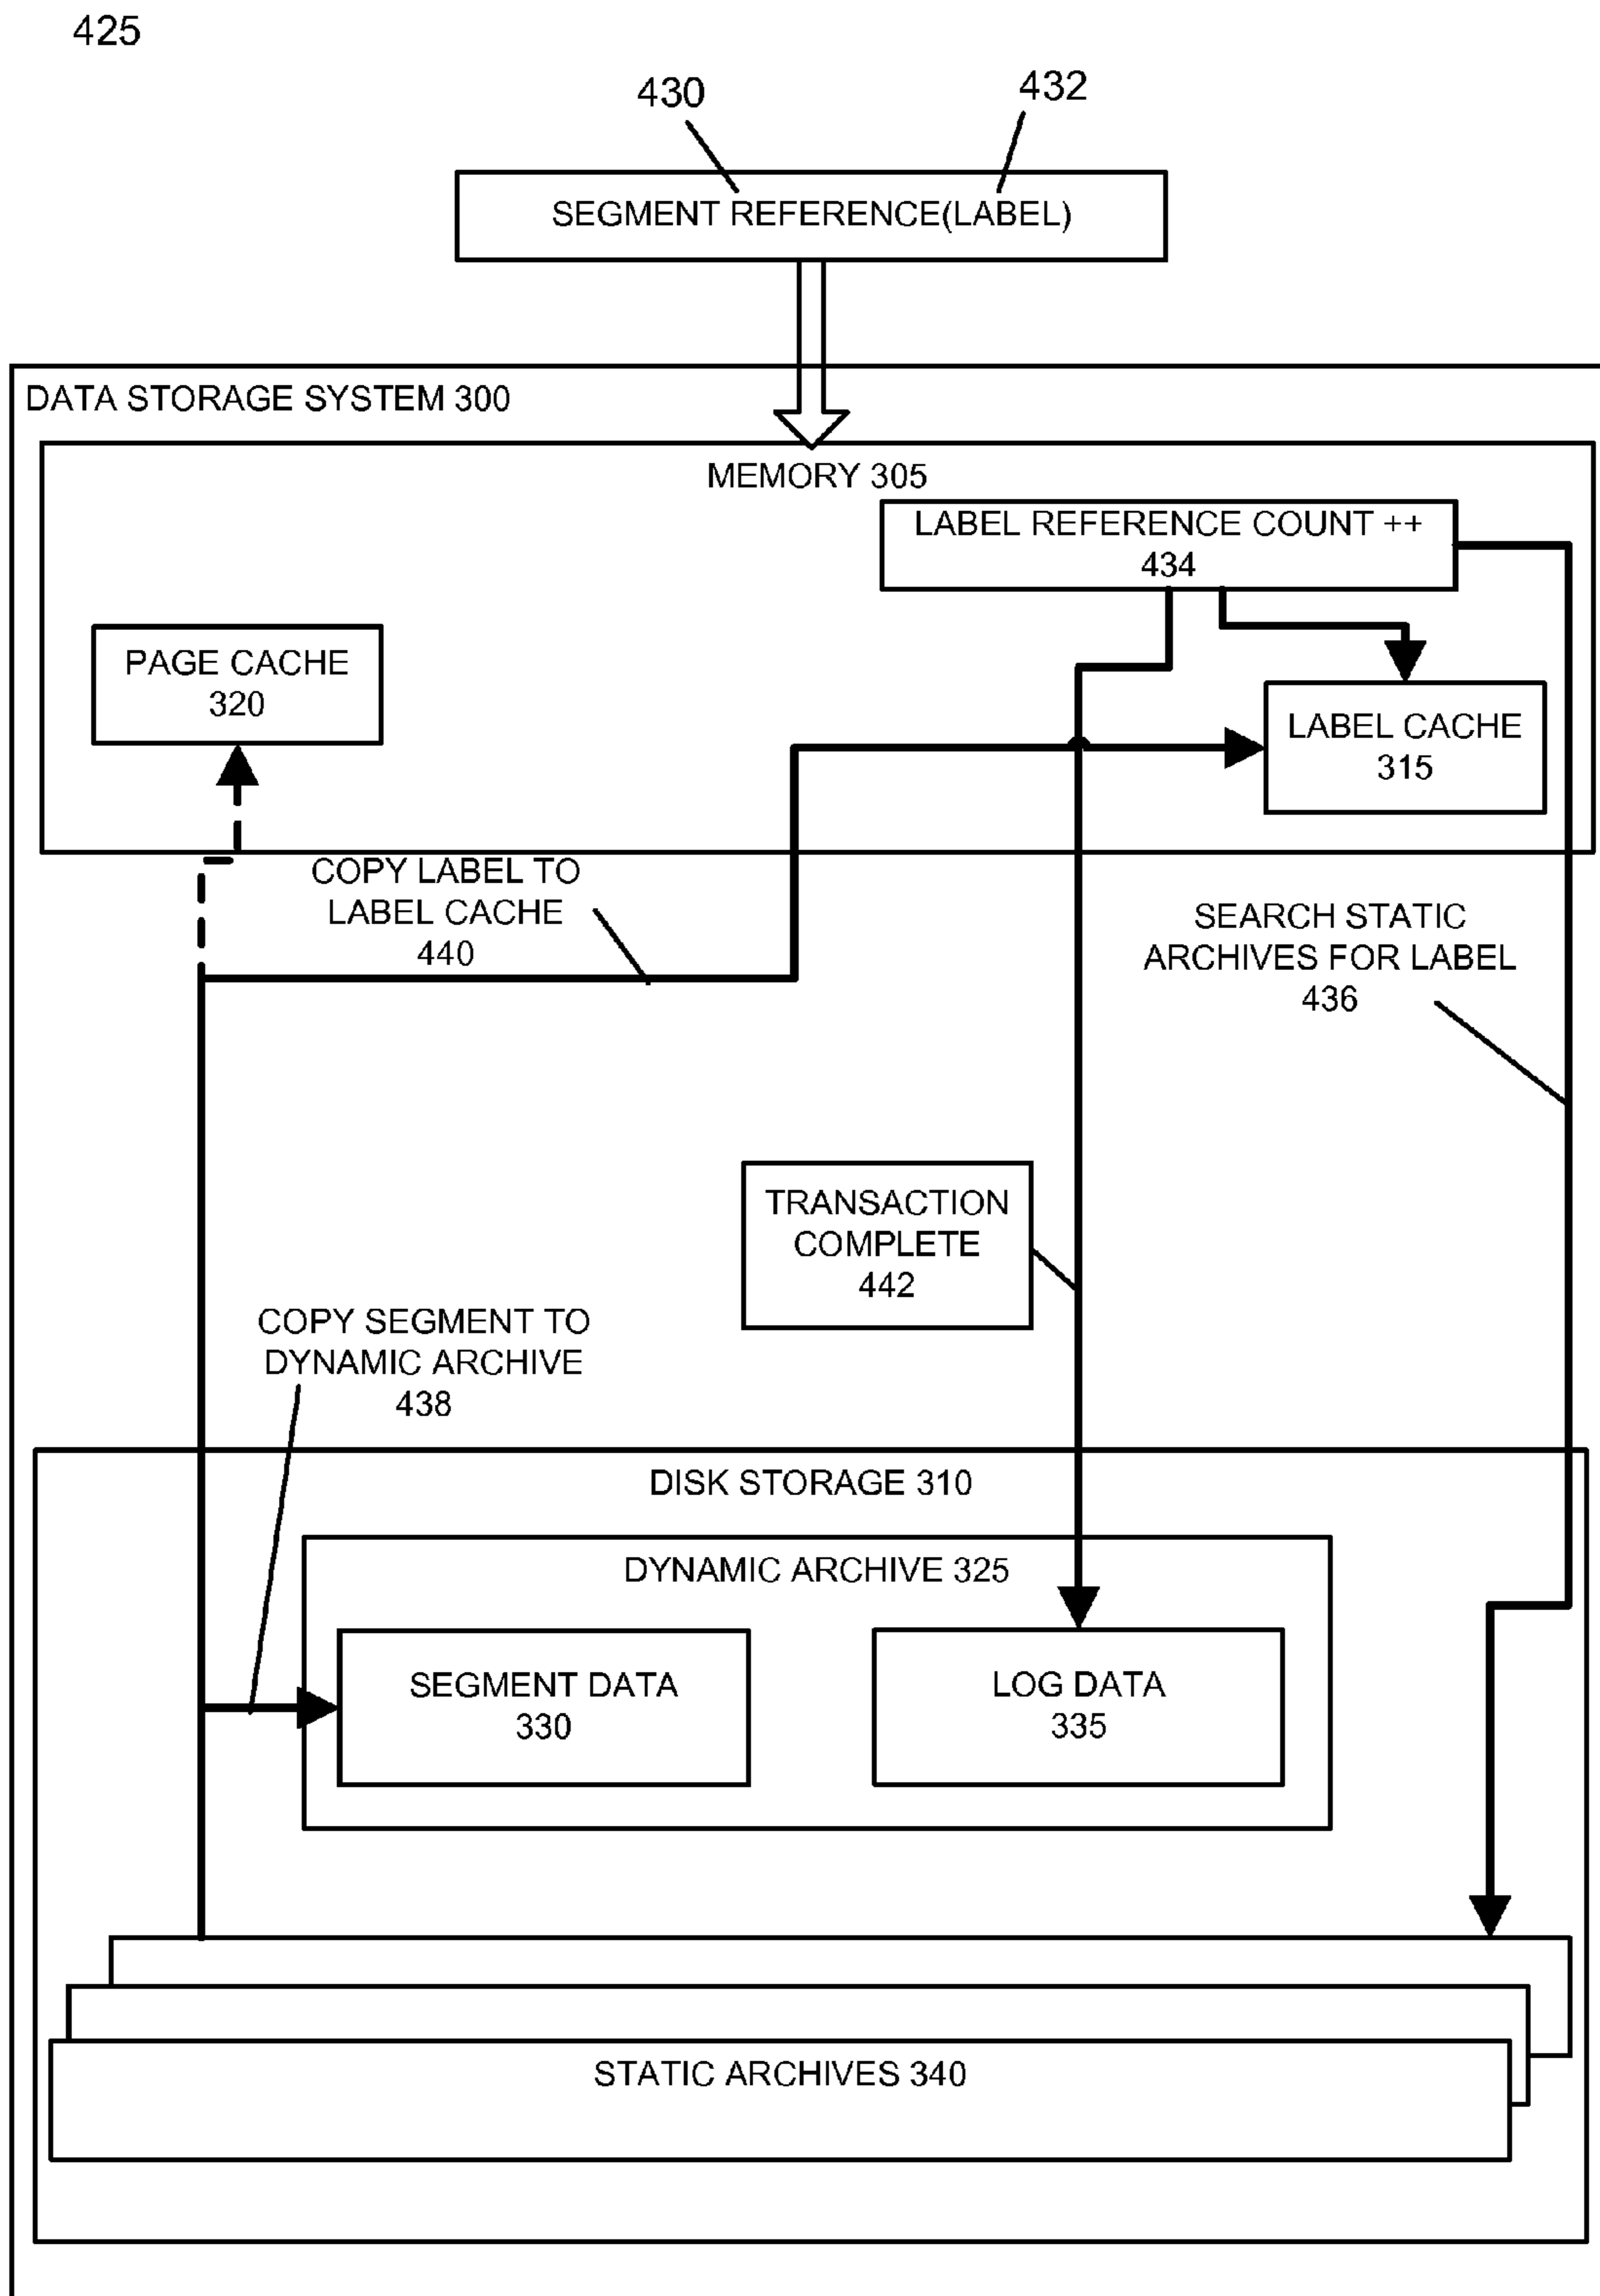 425
430
432
SEGMENT REFERENCE(LABEL)
DATA STORAGE SYSTEM 300
MEMORY 305
LABEL REFERENCE COUNT ++
434
PAGE CACHE
320
LABEL CACHE
315
COPY LABEL TO
LABEL CACHE
440
SEARCH STATIC
ARCHIVES FOR LABEL
436
TRANSACTION
COMPLETE
442
COPY SEGMENT TO
DYNAMIC ARCHIVE
438
DISK STORAGE 310
DYNAMIC ARCHIVE 325
SEGMENT DATA
330
LOG DATA
335
STATIC ARCHIVES 340